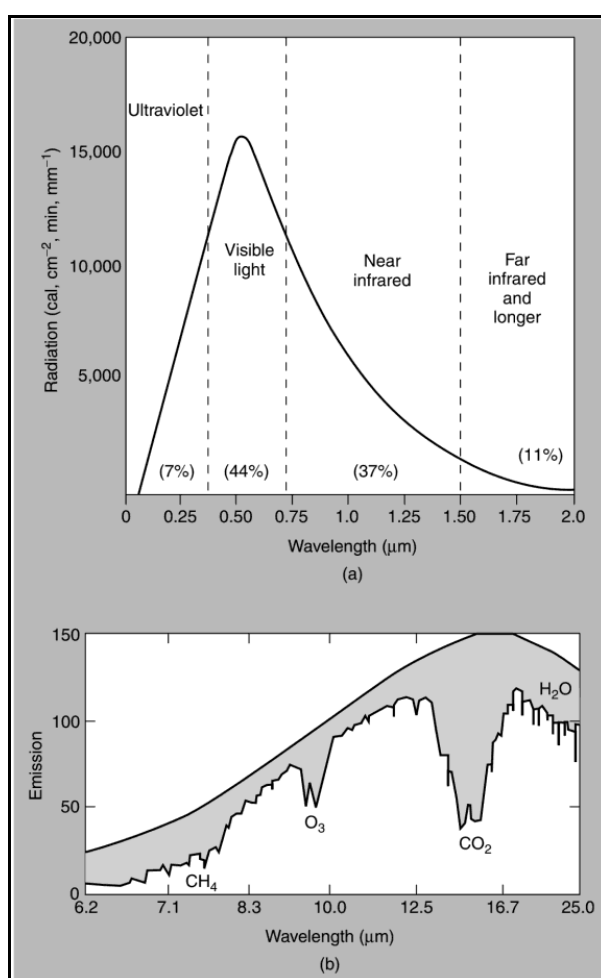 20,000
15,000
10,000
5,000
Radiation (cal, cm⁻², min, mm⁻¹)
Ultraviolet
Visible
light
Near
infrared
Far
infrared
and
longer
(7%) (44%) (37%) (11%)
0 0.25 0.50 0.75 1.0 1.25 1.50 1.75 2.0
Wavelength (μm)
(a)
150
100
50
0
Emission
H₂O
O₃
CO₂
CH₄
6.2 7.1 8.3 10.0 12.5 16.7 25.0
Wavelength (μm)
(b)